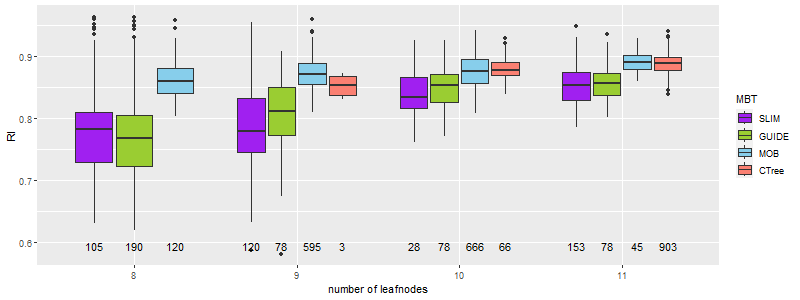 RI
0.9
0.8
0.7
0.6
105 190 120 120 78 595 3 28 78 666 66 153 78 45 903
8 9 10 11
number of leafnodes
MBT
SLIM
GUIDE
MOB
CTree